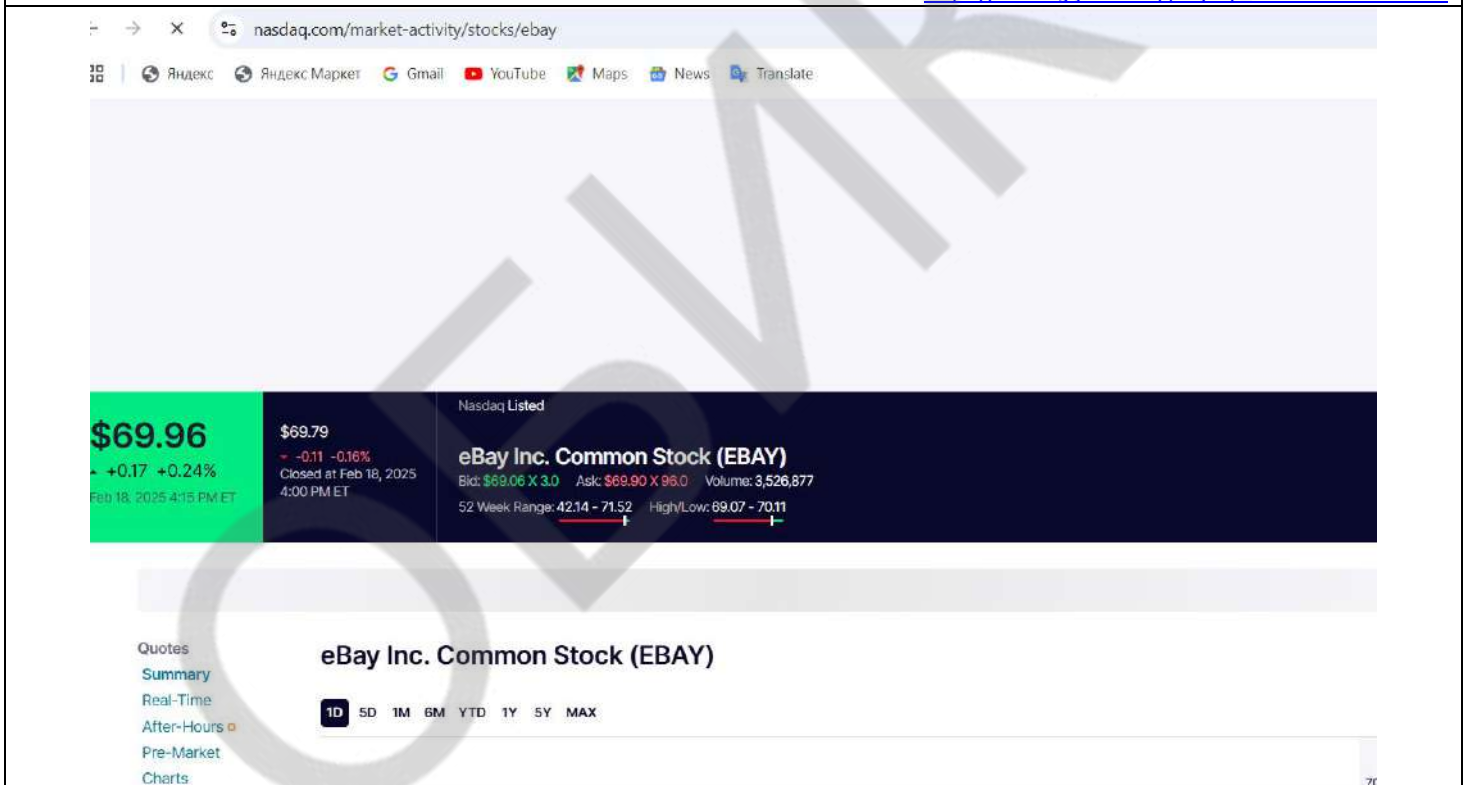 nasdaq.com/market-activity/stocks/ebay
Яндекс Яндекс Маркет Gmail YouTube Maps News Translate
Nasdaq Listed
$69.96
+0.17 +0.24%
Feb 18, 2025 4:15 PM ET
$69.79
-0.11 -0.16%
Closed at Feb 18, 2025
4:00 PM ET
eBay Inc. Common Stock (EBAY)
Bid: $69.06 X 3.0 Ask: $69.90 X 96.0 Volume: 3,526,877
52 Week Range: 42.14 - 71.52 High/Low: 69.07 - 70.11
Quotes
Summary
Real-Time
After-Hours
Pre-Market
Charts
eBay Inc. Common Stock (EBAY)
1D 5D 1M 6M YTD 1Y 5Y MAX
ОБИК